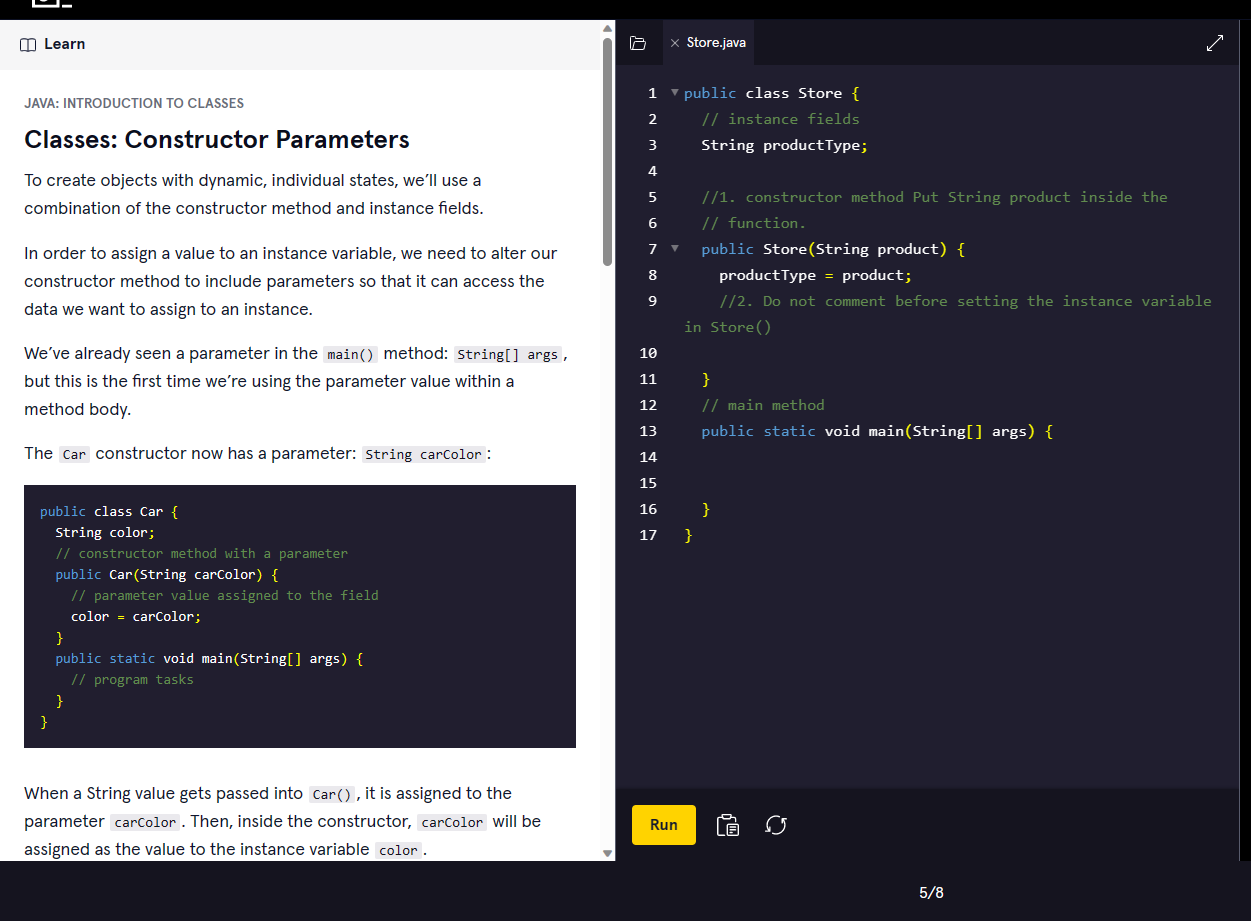 Learn
JAVA: INTRODUCTION TO CLASSES
Classes: Constructor Parameters
To create objects with dynamic, individual states, we’ll use a
combination of the constructor method and instance fields.
In order to assign a value to an instance variable, we need to alter our
constructor method to include parameters so that it can access the
data we want to assign to an instance.
We’ve already seen a parameter in the main() method: String[] args,
but this is the first time we’re using the parameter value within a
method body.
The Car constructor now has a parameter: String carColor:
public class Car {
  String color;
  // constructor method with a parameter
  public Car(String carColor) {
    // parameter value assigned to the field
    color = carColor;
  }
  public static void main(String[] args) {
    // program tasks
  }
}
When a String value gets passed into Car(), it is assigned to the
parameter carColor. Then, inside the constructor, carColor will be
assigned as the value to the instance variable color.
Store.java
1 public class Store {
2   // instance fields
3   String productType;
4
5   //1. constructor method Put String product inside the
6   // function.
7   public Store(String product) {
8     productType = product;
9     //2. Do not comment before setting the instance variable
in Store()
10
11   }
12   // main method
13   public static void main(String[] args) {
14
15
16   }
17 }
Run
5/8